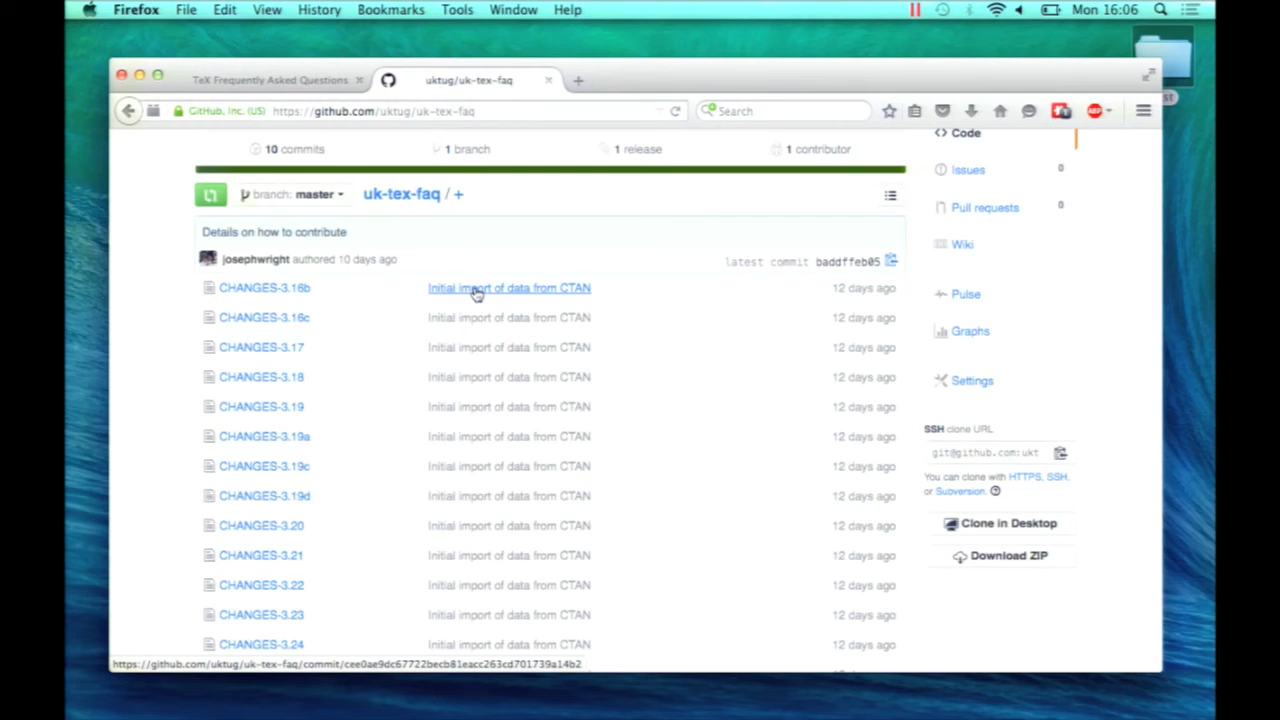 Firefox File Edit View History Bookmarks Tools Window Help Mon 16:06
TeX Frequently Asked Questions uktug/uk-tex-faq
GitHub, Inc. (US) https://github.com/uktug/uk-tex-faq Search ABP
10 commits 1 branch 1 release 1 contributor
branch: master uk-tex-faq / +
Details on how to contribute
josephwright authored 10 days ago latest commit baddffeb05
CHANGES-3.16b Initial import of data from CTAN 12 days ago
CHANGES-3.16c Initial import of data from CTAN 12 days ago
CHANGES-3.17 Initial import of data from CTAN 12 days ago
CHANGES-3.18 Initial import of data from CTAN 12 days ago
CHANGES-3.19 Initial import of data from CTAN 12 days ago
CHANGES-3.19a Initial import of data from CTAN 12 days ago
CHANGES-3.19c Initial import of data from CTAN 12 days ago
CHANGES-3.19d Initial import of data from CTAN 12 days ago
CHANGES-3.20 Initial import of data from CTAN 12 days ago
CHANGES-3.21 Initial import of data from CTAN 12 days ago
CHANGES-3.22 Initial import of data from CTAN 12 days ago
CHANGES-3.23 Initial import of data from CTAN 12 days ago
CHANGES-3.24 Initial import of data from CTAN 12 days ago
https://github.com/uktug/uk-tex-faq/commit/cee0ae9dc67722becb81eacc263cd701739a14b2
Code
Issues 0
Pull requests 0
Wiki
Pulse
Graphs
Settings
SSH clone URL
git@github.com:ukt
You can clone with HTTPS, SSH,
or Subversion.
Clone in Desktop
Download ZIP